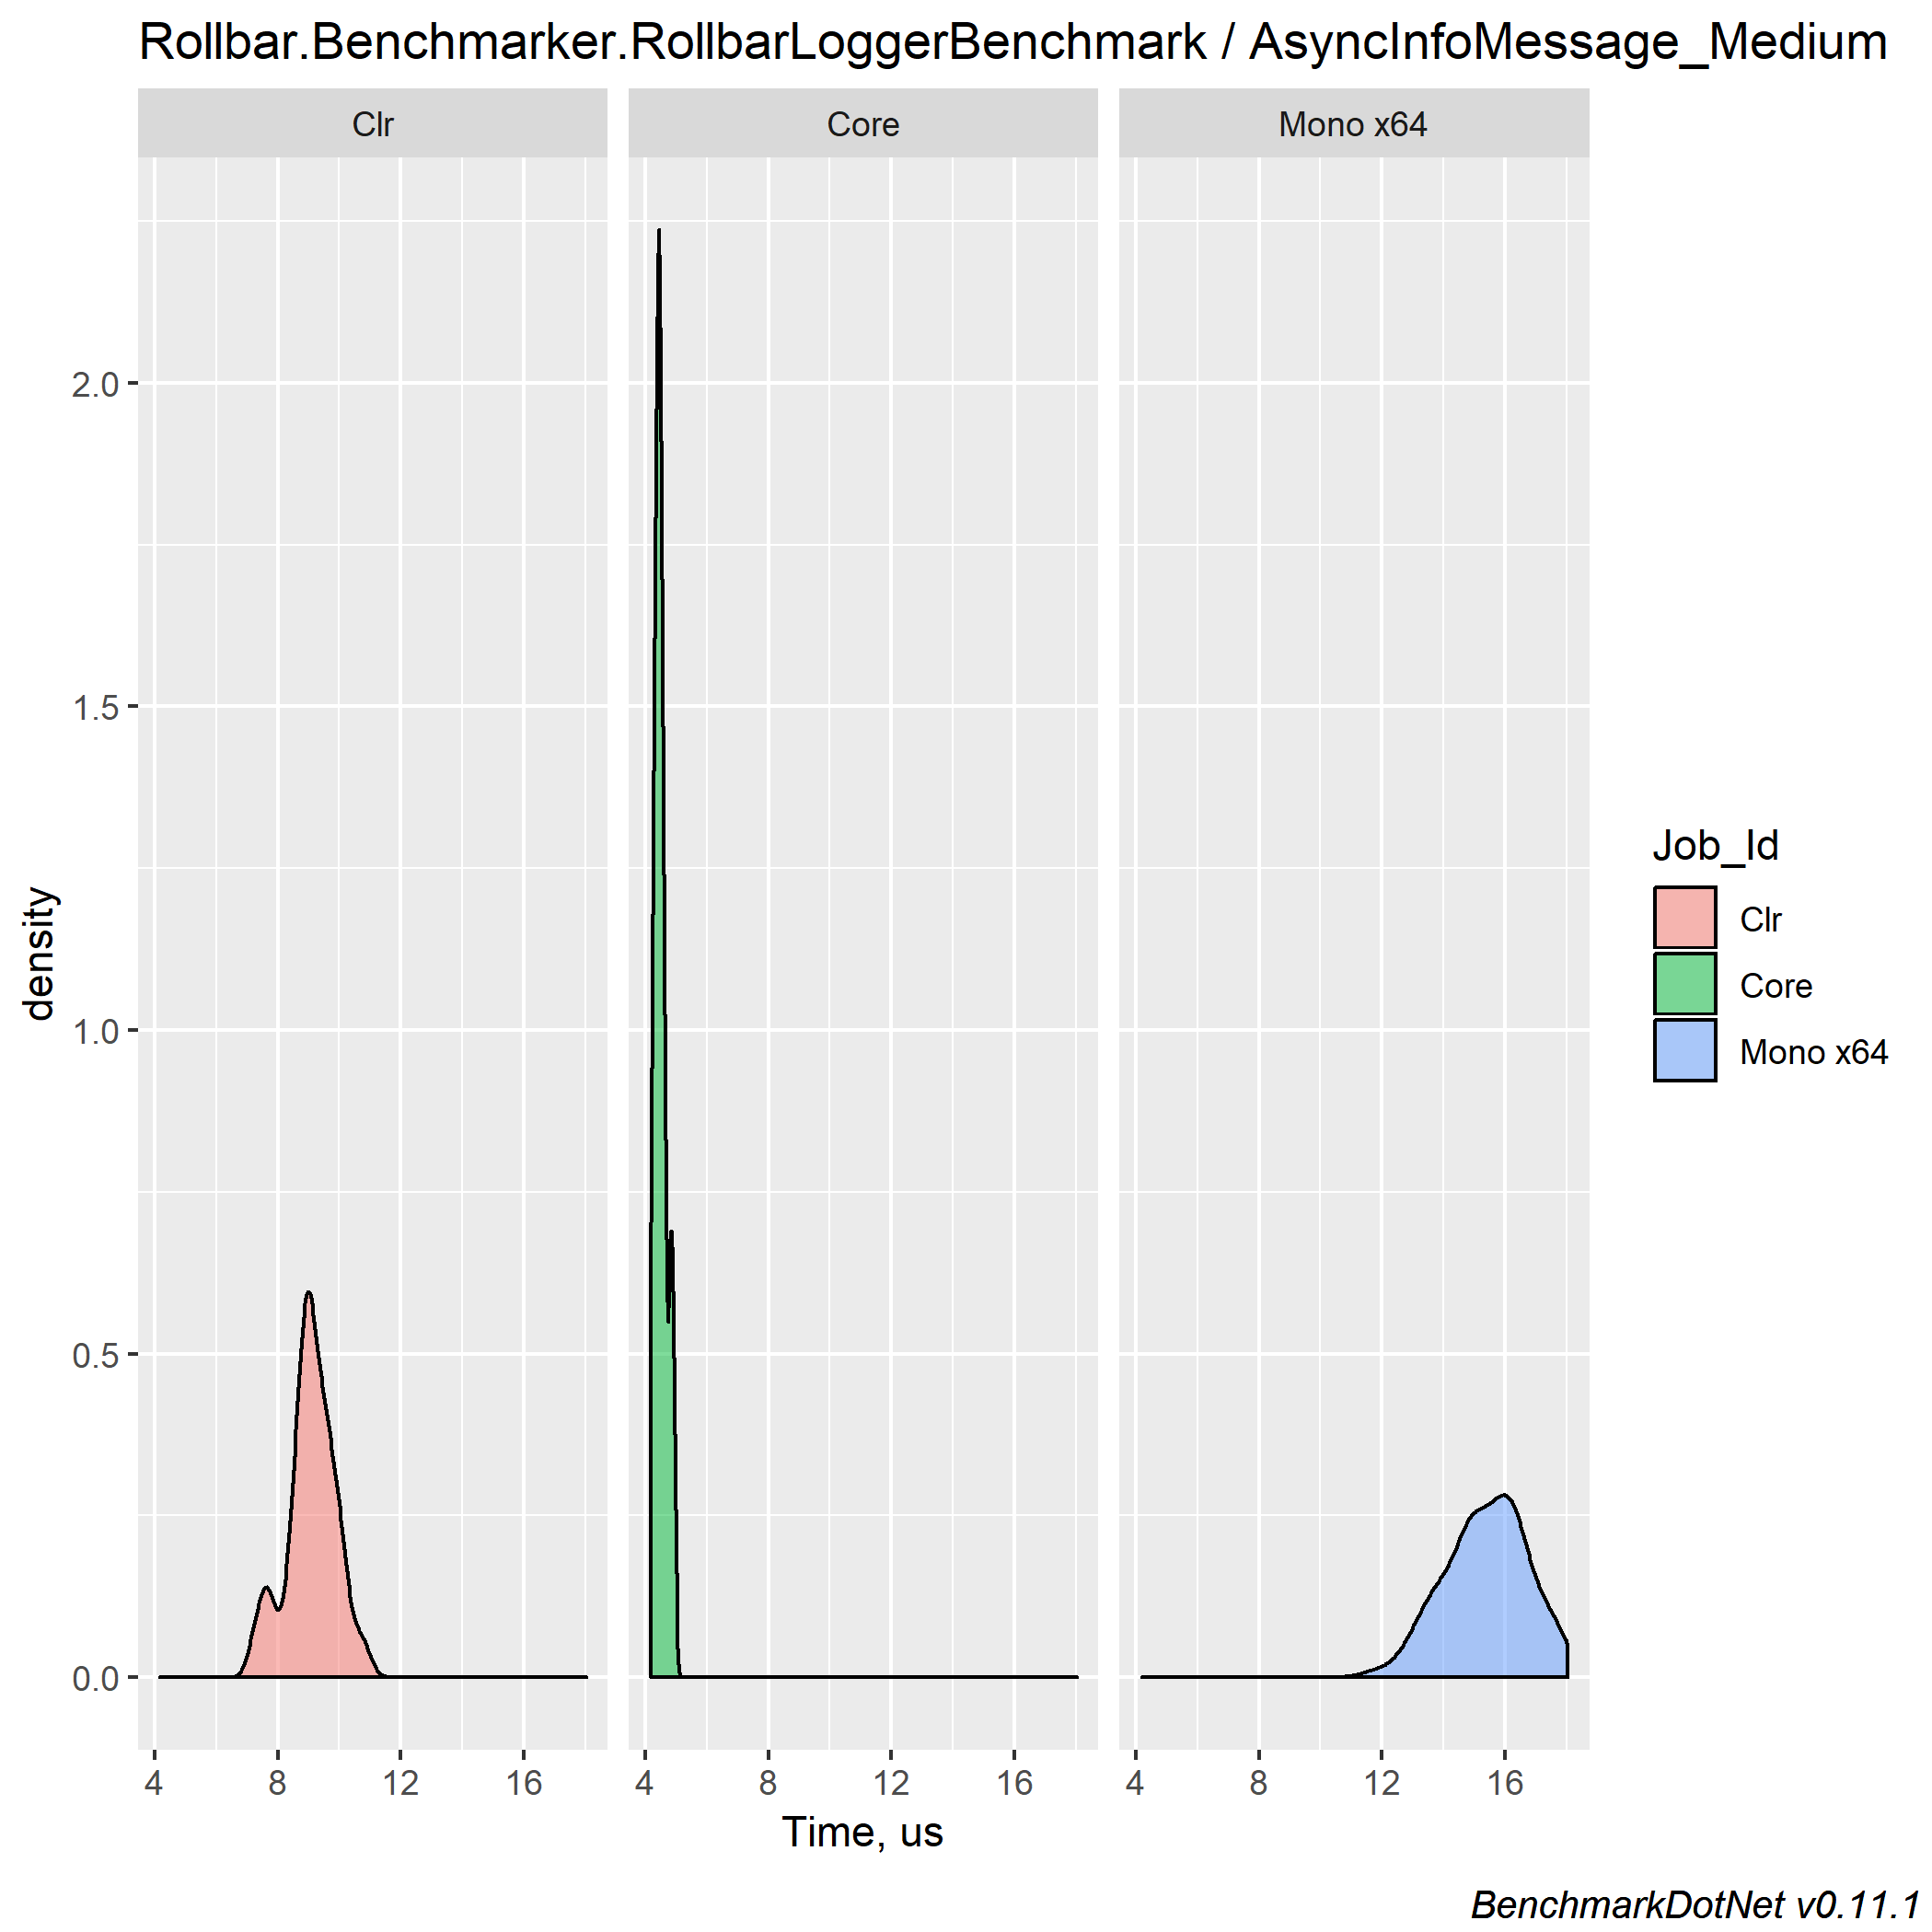 Rollbar.Benchmarker.RollbarLoggerBenchmark / AsyncInfoMessage_Medium
Clr Core Mono x64
density
2.0
1.5
1.0
0.5
0.0
4 8 12 16 4 8 12 16 4 8 12 16
Time, us
Job_Id
Clr
Core
Mono x64
BenchmarkDotNet v0.11.1